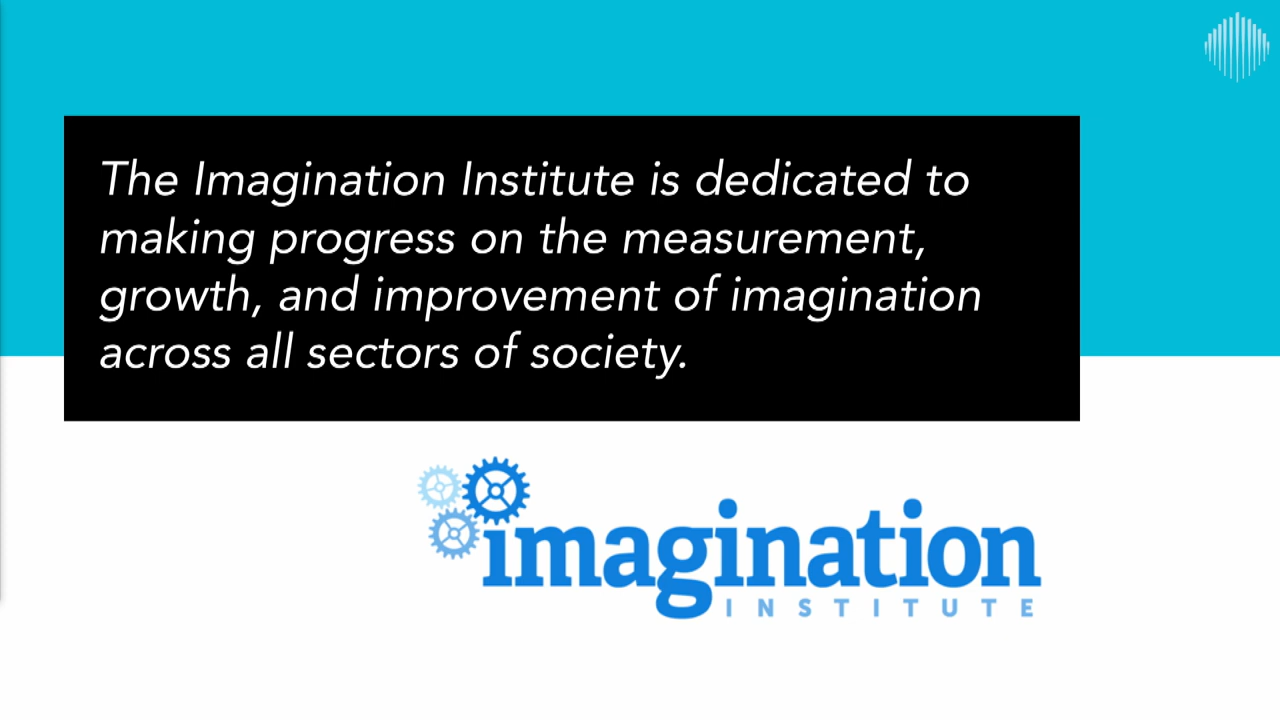 The Imagination Institute is dedicated to
making progress on the measurement,
growth, and improvement of imagination
across all sectors of society.
imagination
INSTITUTE